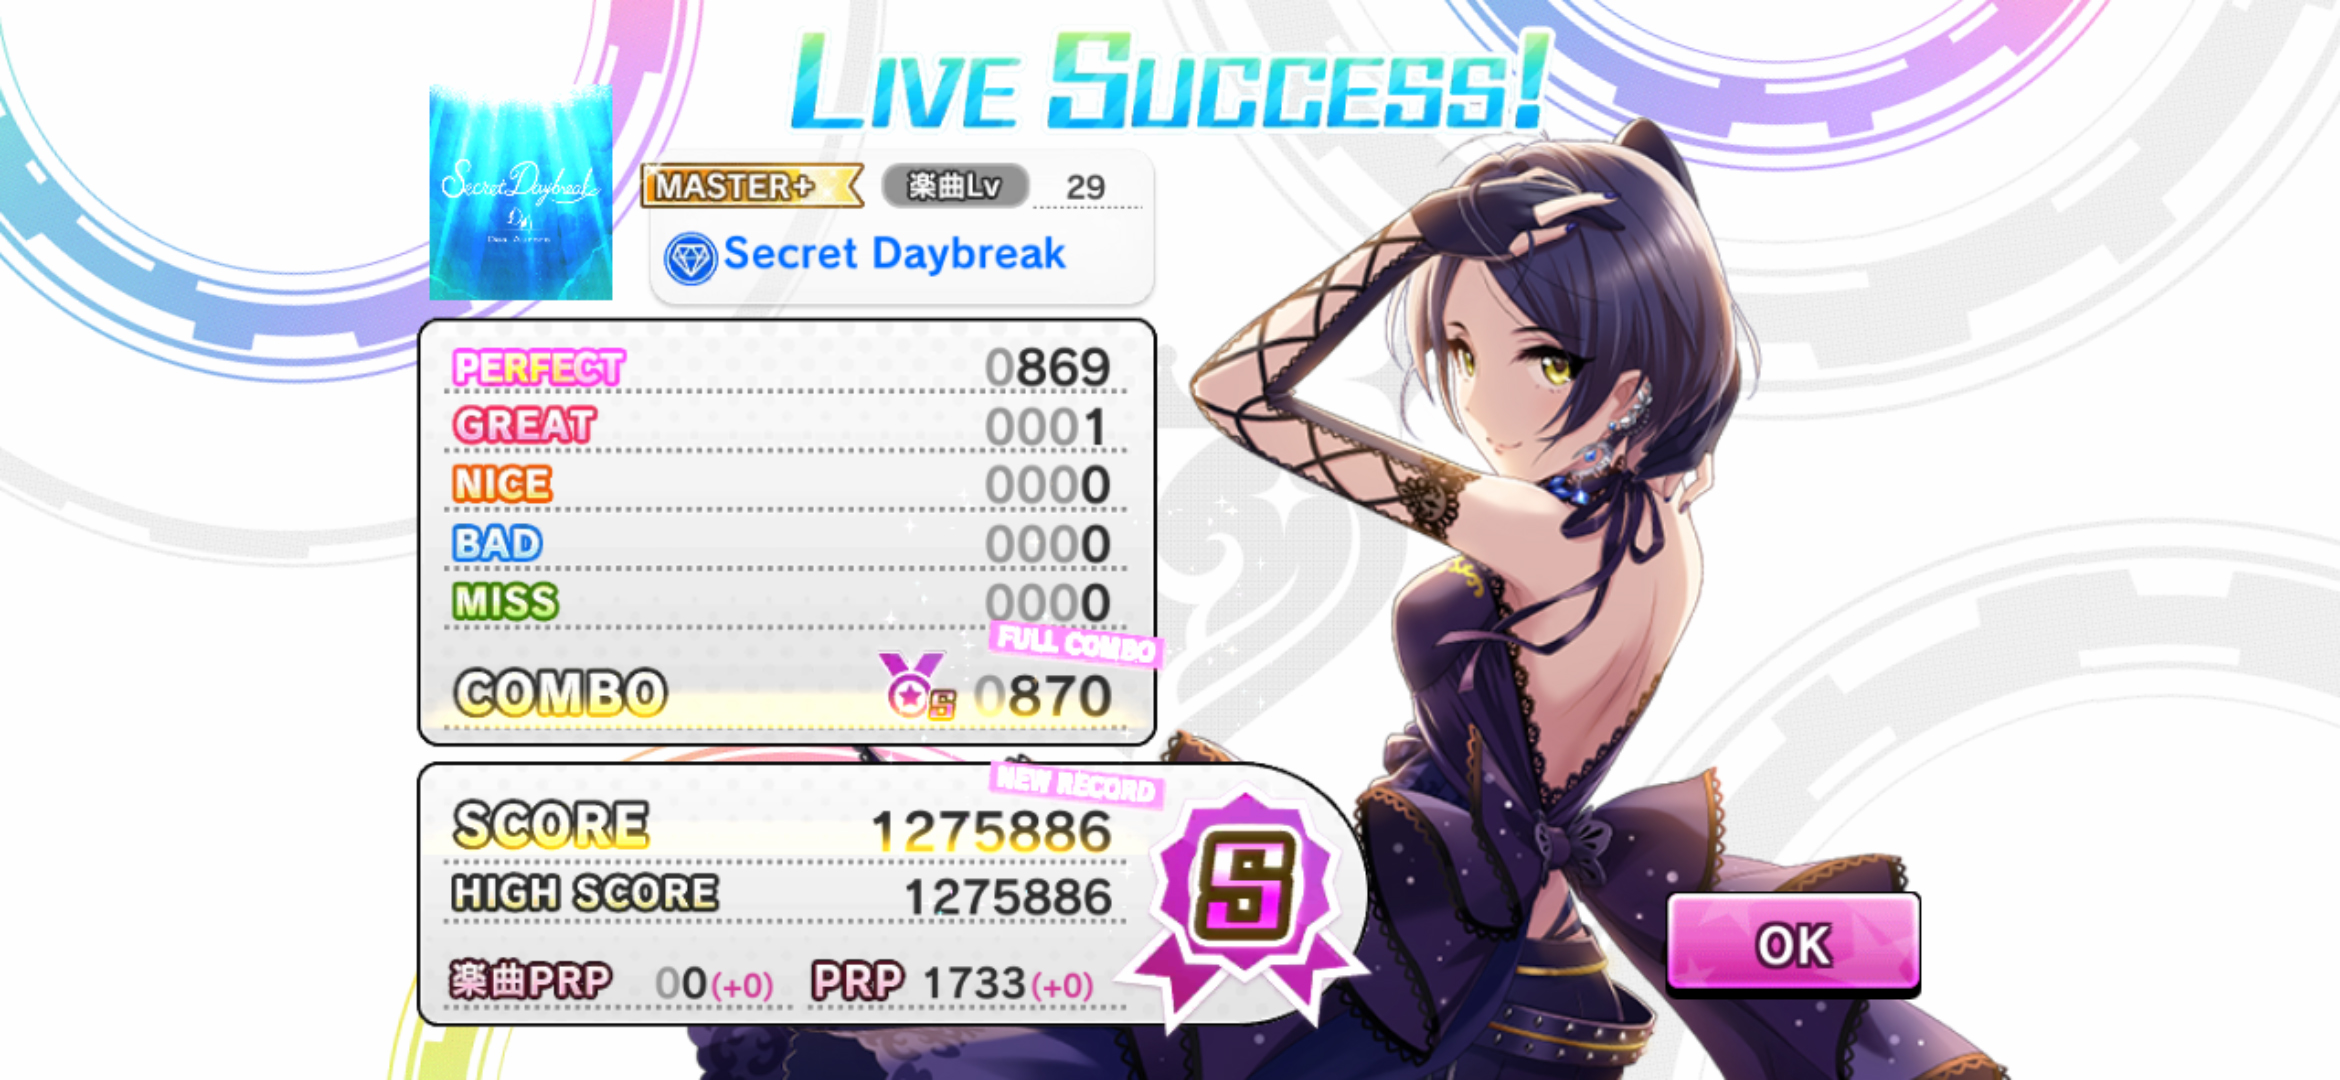 LIVE SUCCESS!
Secret Daybreak
Dea Aurora
MASTER+ 楽曲Lv 29
Secret Daybreak
PERFECT 0869
GREAT 0001
NICE 0000
BAD 0000
MISS 0000
FULL COMBO
COMBO S 0870
NEW RECORD
SCORE 1275886
HIGH SCORE 1275886
S
楽曲PRP 00(+0) PRP 1733(+0)
OK